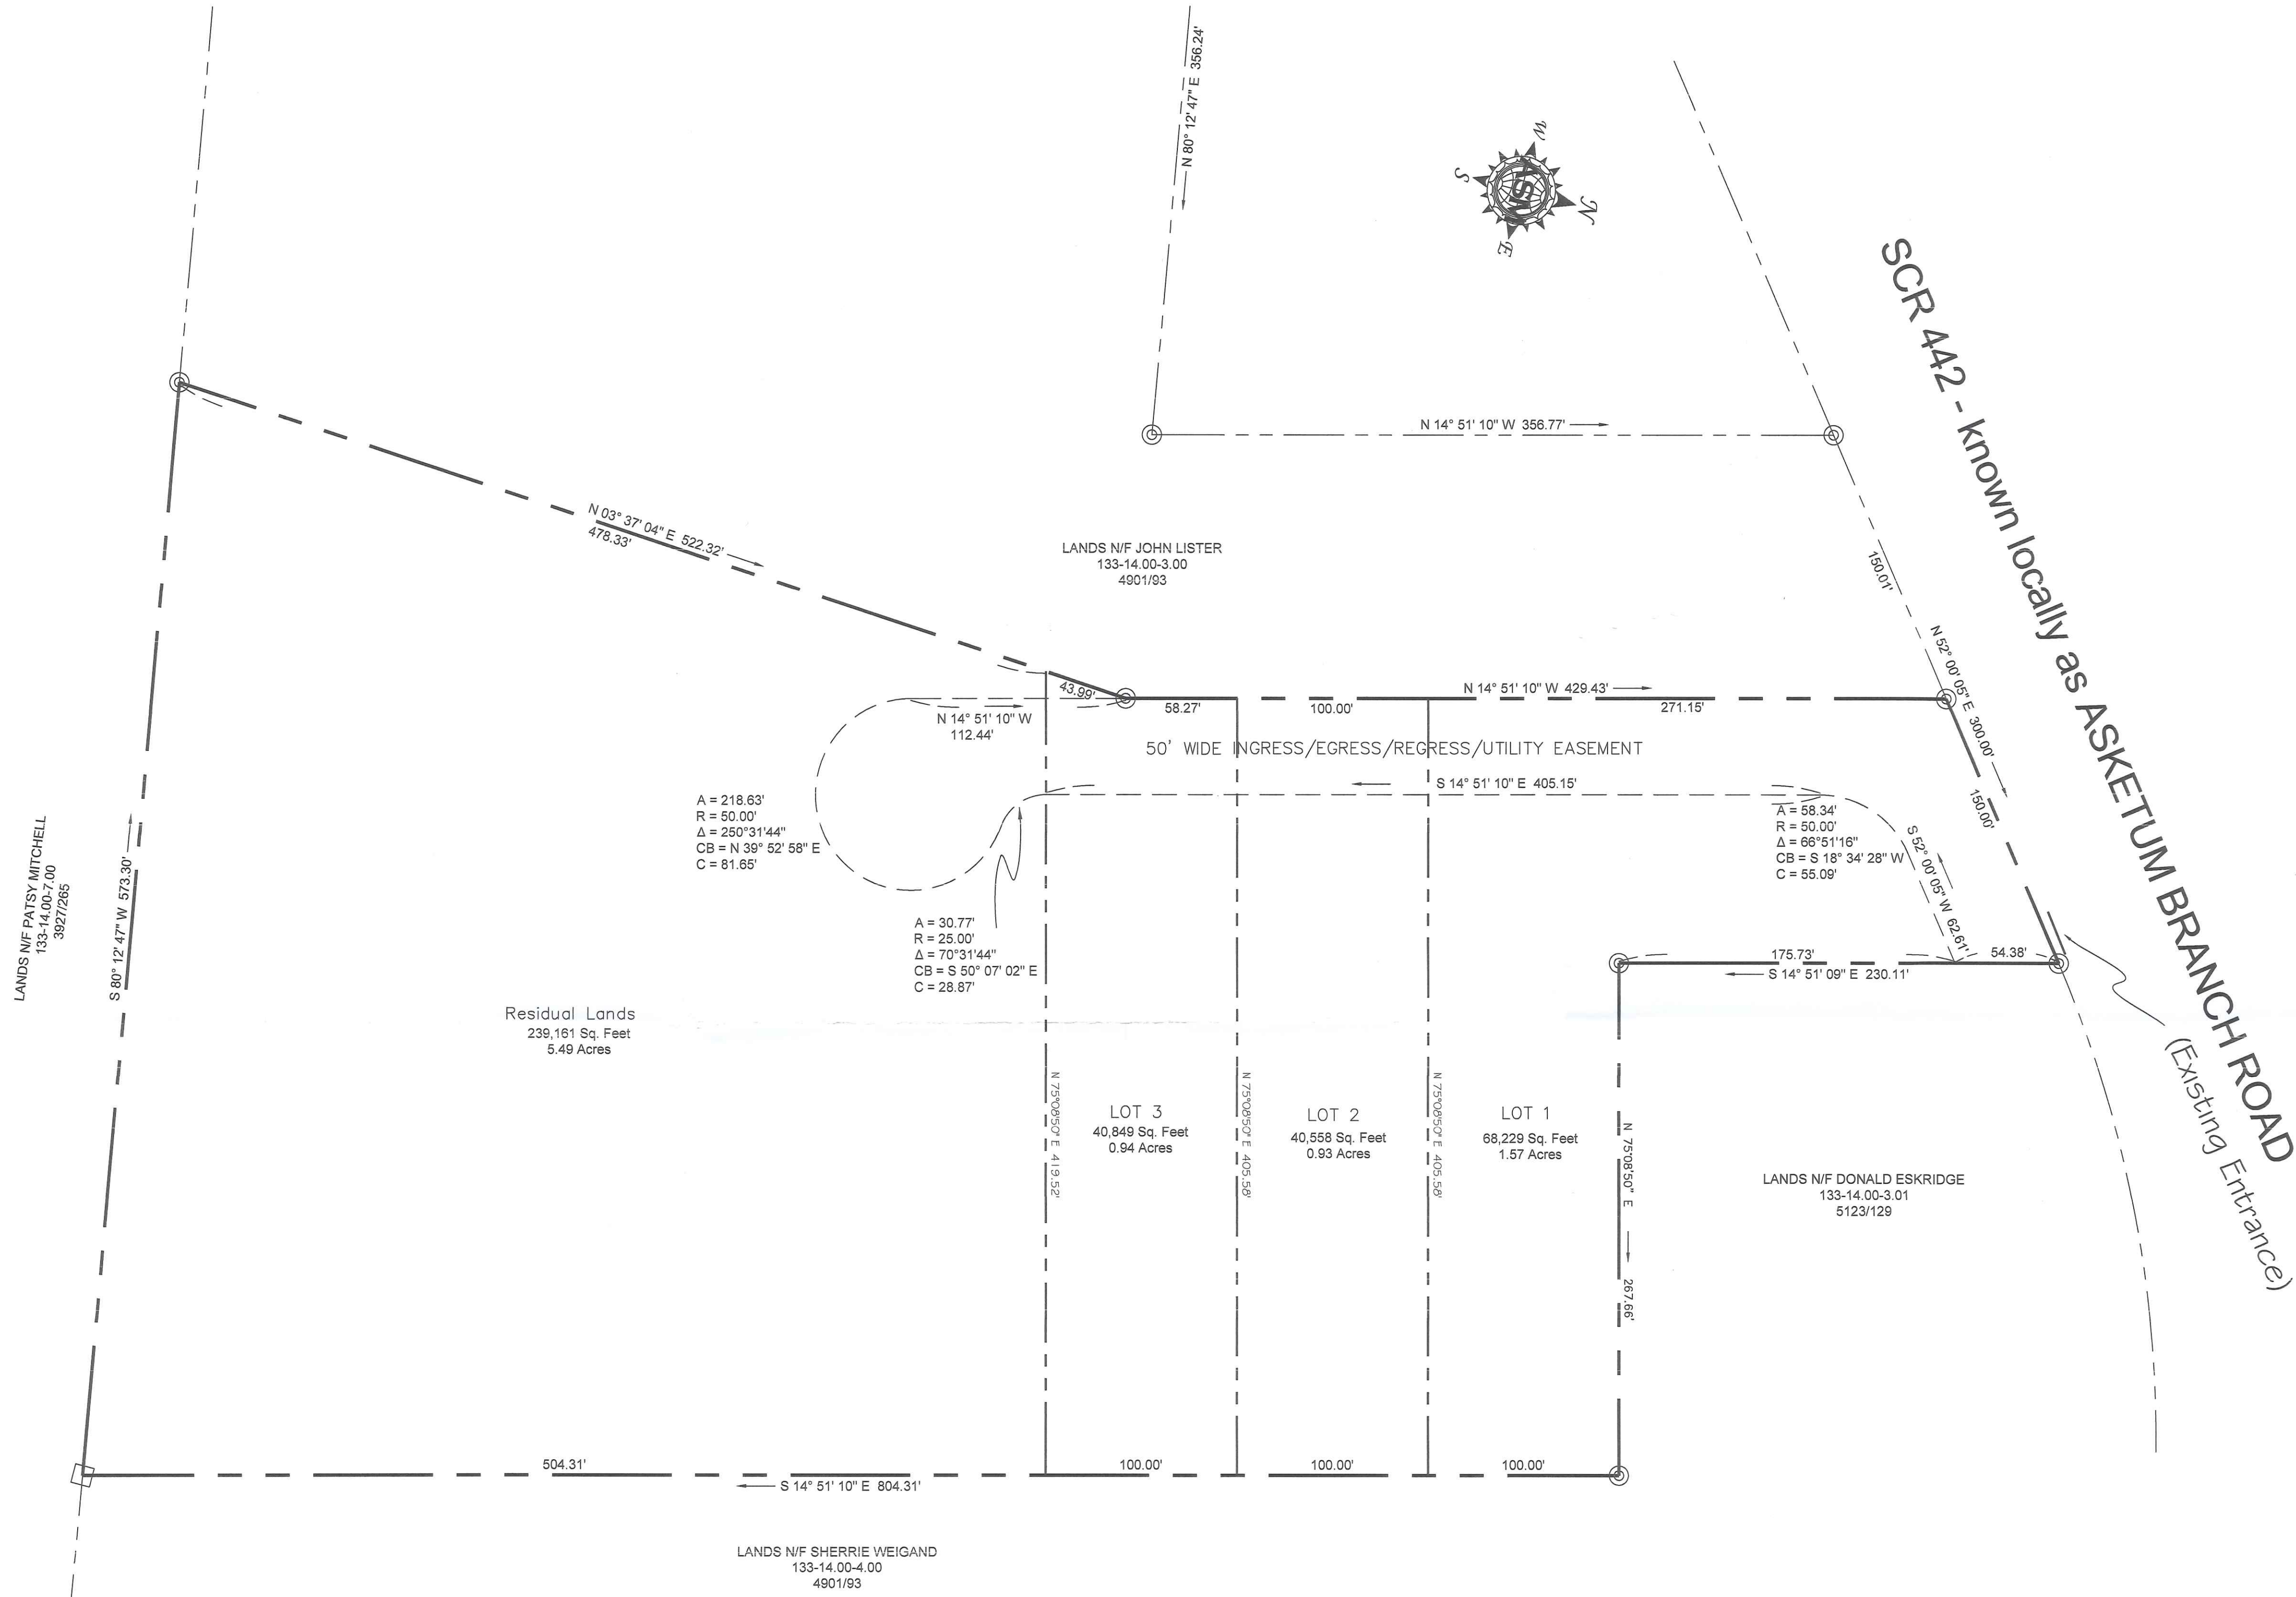 N 80° 12' 47" E 356.24'
W
S
N
E
SCR 442 - known locally as ASKETUM BRANCH ROAD
N 14° 51' 10" W 356.77'
N 03° 37' 04" E 522.32'
478.33'
LANDS N/F JOHN LISTER
133-14.00-3.00
4901/93
150.01'
N 52° 00' 05" E 300.00'
150.00'
43.99'
N 14° 51' 10" W 429.43'
58.27'
100.00'
271.15'
N 14° 51' 10" W
112.44'
50' WIDE INGRESS/EGRESS/REGRESS/UTILITY EASEMENT
S 14° 51' 10" E 405.15'
A = 218.63'
R = 50.00'
Δ = 250°31'44"
CB = N 39° 52' 58" E
C = 81.65'
A = 58.34'
R = 50.00'
Δ = 66°51'16"
CB = S 18° 34' 28" W
C = 55.09'
S 52° 00' 05" W 62.61'
LANDS N/F PATSY MITCHELL
133-14.00-7.00
3927/265
S 80° 12' 47" W 573.30'
A = 30.77'
R = 25.00'
Δ = 70°31'44"
CB = S 50° 07' 02" E
C = 28.87'
175.73'
54.38'
S 14° 51' 09" E 230.11'
(Existing Entrance)
Residual Lands
239,161 Sq. Feet
5.49 Acres
N 75°08'50" E 419.52'
LOT 3
40,849 Sq. Feet
0.94 Acres
N 75°08'50" E 405.58'
LOT 2
40,558 Sq. Feet
0.93 Acres
N 75°08'50" E 405.58'
LOT 1
68,229 Sq. Feet
1.57 Acres
N 75°08'50" E 267.66'
LANDS N/F DONALD ESKRIDGE
133-14.00-3.01
5123/129
504.31'
100.00'
100.00'
100.00'
S 14° 51' 10" E 804.31'
LANDS N/F SHERRIE WEIGAND
133-14.00-4.00
4901/93